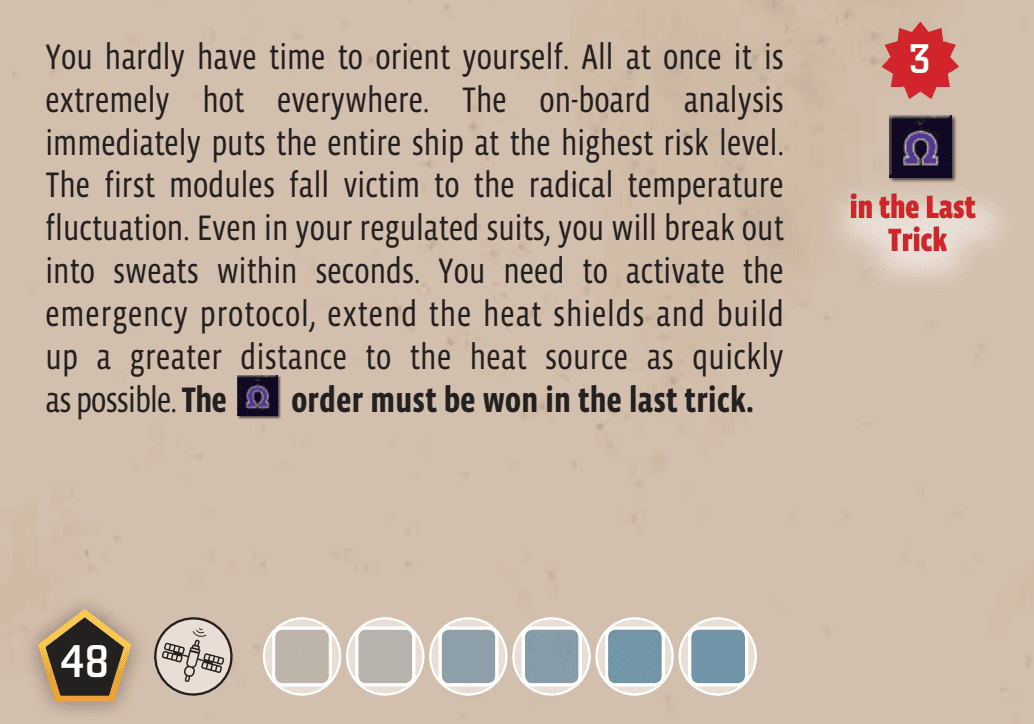 You hardly have time to orient yourself. All at once it is
extremely hot everywhere. The on-board analysis
immediately puts the entire ship at the highest risk level.
The first modules fall victim to the radical temperature
fluctuation. Even in your regulated suits, you will break out
into sweats within seconds. You need to activate the
emergency protocol, extend the heat shields and build
up a greater distance to the heat source as quickly
as possible. The Ω order must be won in the last trick.
3
Ω
in the Last
Trick
48